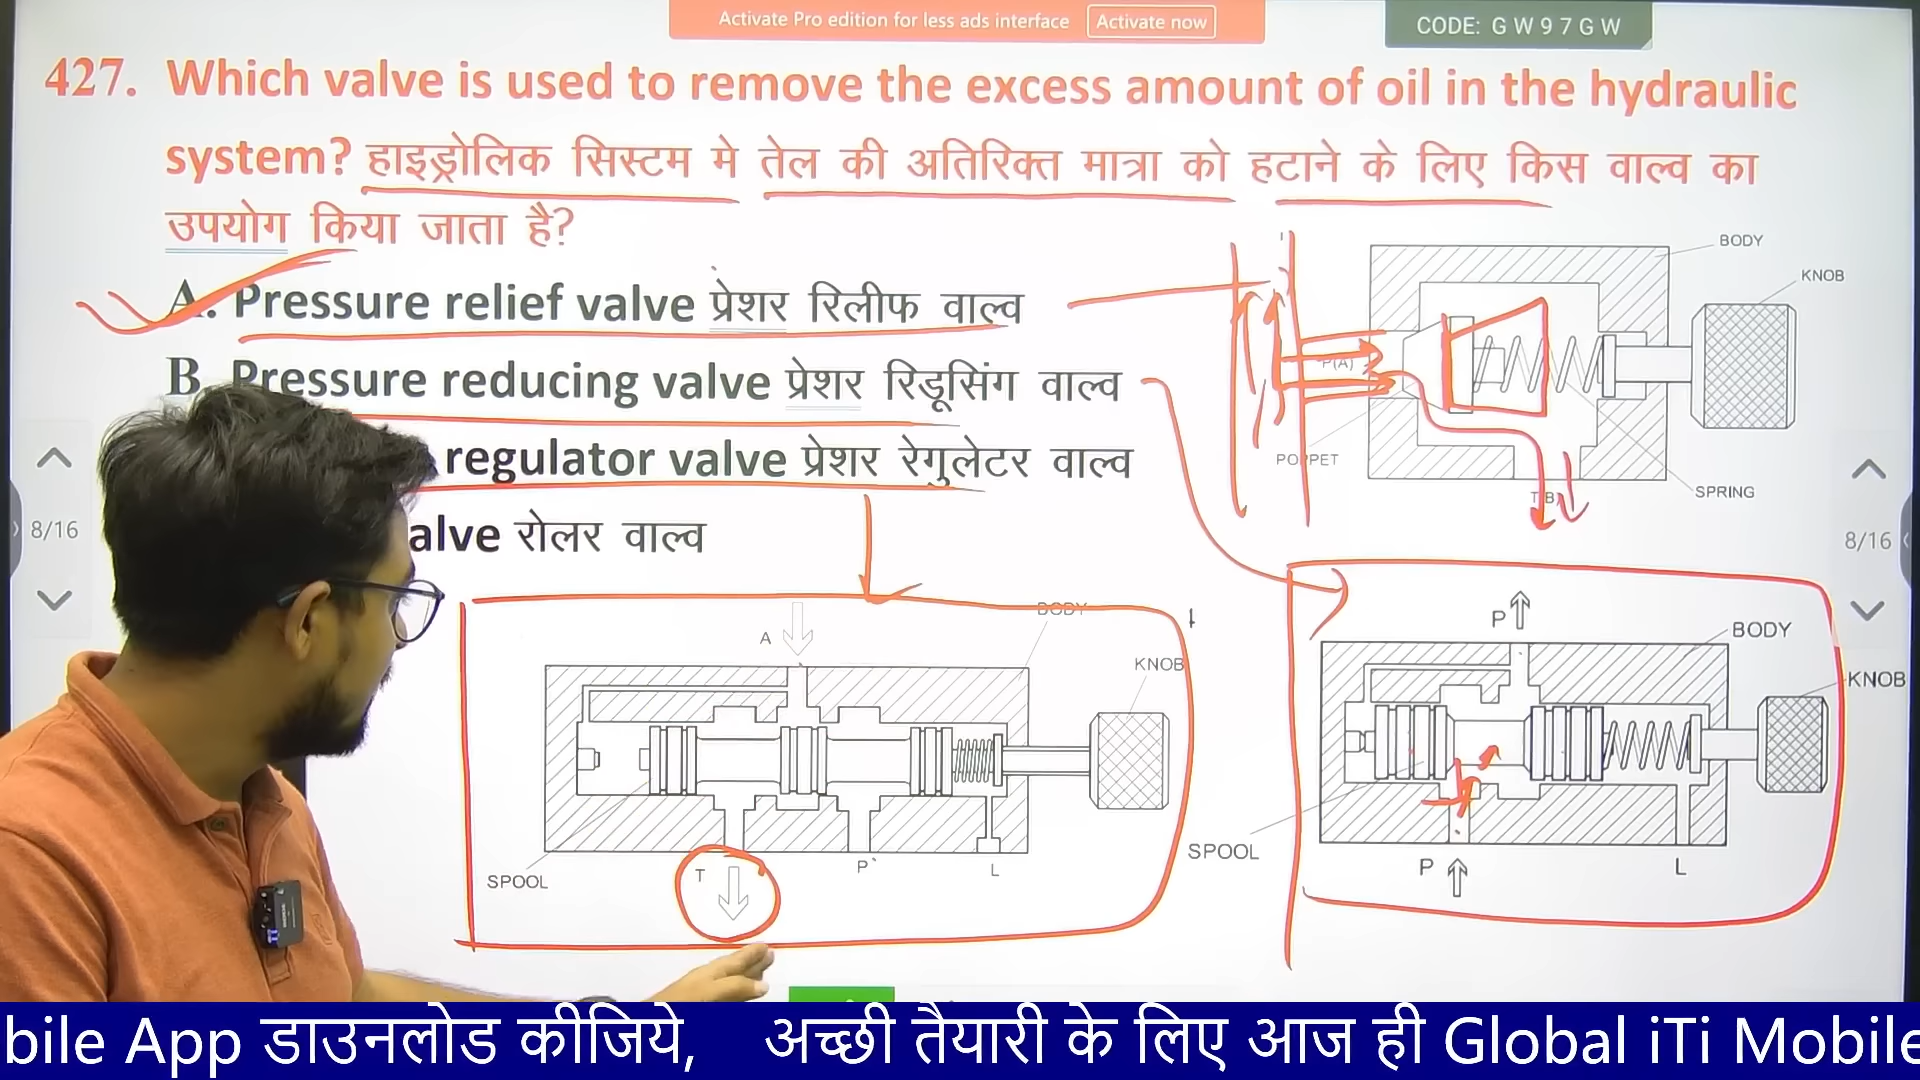 Activate Pro edition for less ads interface Activate now
CODE: G W 9 7 G W
427. Which valve is used to remove the excess amount of oil in the hydraulic
system? हाइड्रोलिक सिस्टम मे तेल की अतिरिक्त मात्रा को हटाने के लिए किस वाल्व का
उपयोग किया जाता है?
A. Pressure relief valve प्रेशर रिलीफ वाल्व
B. Pressure reducing valve प्रेशर रिडूसिंग वाल्व
regulator valve प्रेशर रेगुलेटर वाल्व
alve रोलर वाल्व
BODY
KNOB
P(A)
POPPET
T(B)
SPRING
8/16
8/16
A
BODY
KNOB
SPOOL
T
P
L
P
BODY
KNOB
SPOOL
P
L
bile App डाउनलोड कीजिये, अच्छी तैयारी के लिए आज ही Global iTi Mobile